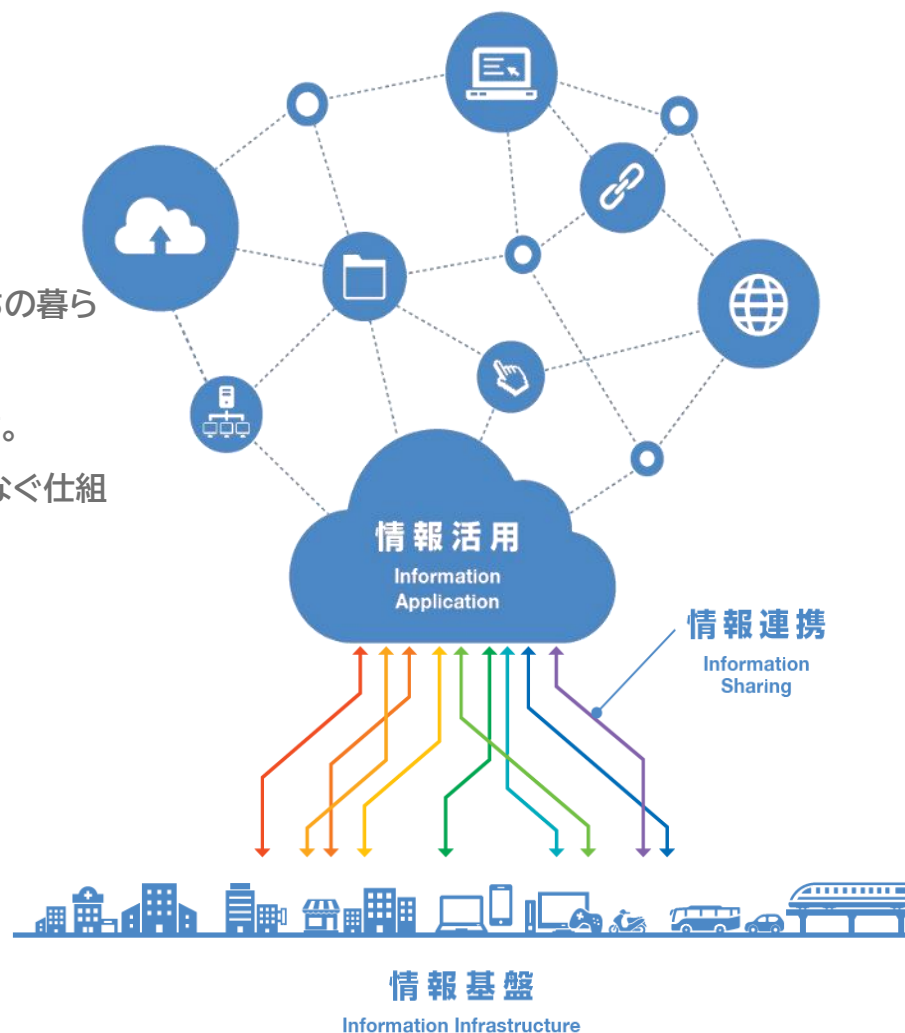 の暮ら
。
なぐ仕組
情報活用
Information
Application
情報連携
Information
Sharing
情報基盤
Information Infrastructure